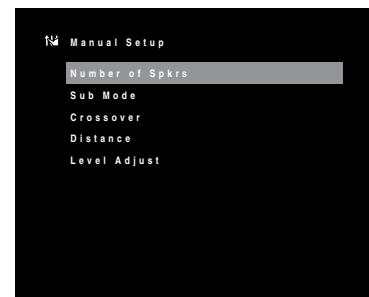 Manual Setup
Number of Spkrs
Sub Mode
Crossover
Distance
Level Adjust